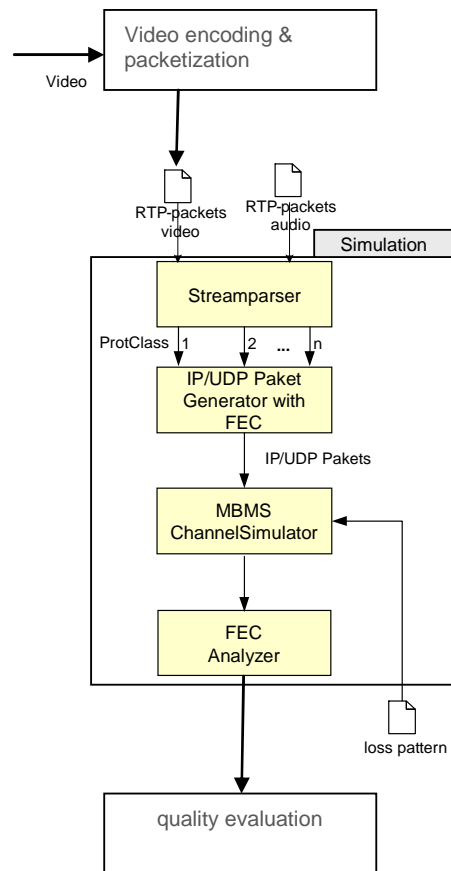 Video encoding &
packetization
Video
RTP-packets
video
RTP-packets
audio
Simulation
Streamparser
ProtClass 1 2 ... n
IP/UDP Paket
Generator with
FEC
IP/UDP Pakets
MBMS
ChannelSimulator
FEC
Analyzer
loss pattern
quality evaluation